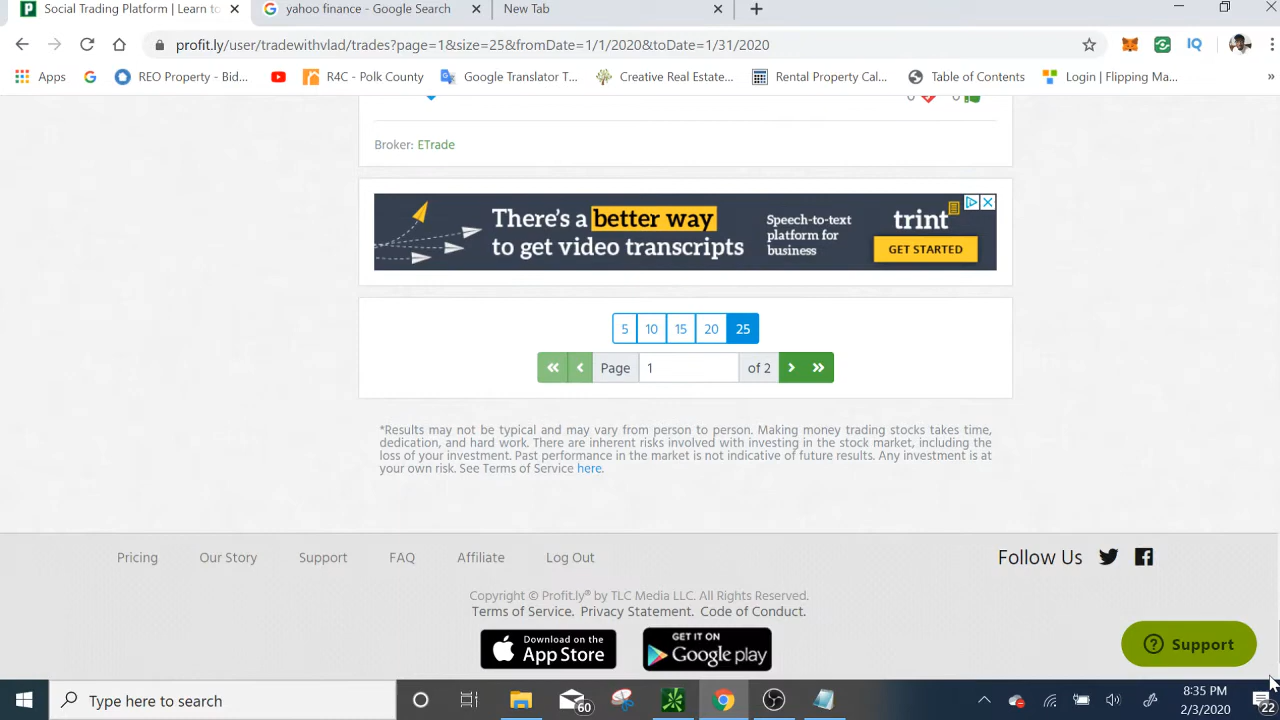 Social Trading Platform | Learn to
yahoo finance - Google Search
New Tab
profit.ly/user/tradewithvlad/trades?page=1&size=25&fromDate=1/1/2020&toDate=1/31/2020
IQ
Apps
REO Property - Bid...
R4C - Polk County
Google Translator T...
Creative Real Estate...
Rental Property Cal...
Table of Contents
Login | Flipping Ma...
»
Broker: ETrade
There's a better way
to get video transcripts
Speech-to-text
platform for
business
trint
GET STARTED
5 10 15 20 25
« ‹ Page 1 of 2 › »
*Results may not be typical and may vary from person to person. Making money trading stocks takes time,
dedication, and hard work. There are inherent risks involved with investing in the stock market, including the
loss of your investment. Past performance in the market is not indicative of future results. Any investment is at
your own risk. See Terms of Service here.
Pricing Our Story Support FAQ Affiliate Log Out
Follow Us
Copyright © Profit.ly® by TLC Media LLC. All Rights Reserved.
Terms of Service. Privacy Statement. Code of Conduct.
Download on the
App Store
GET IT ON
Google play
Support
Type here to search
60
8:35 PM
2/3/2020
22